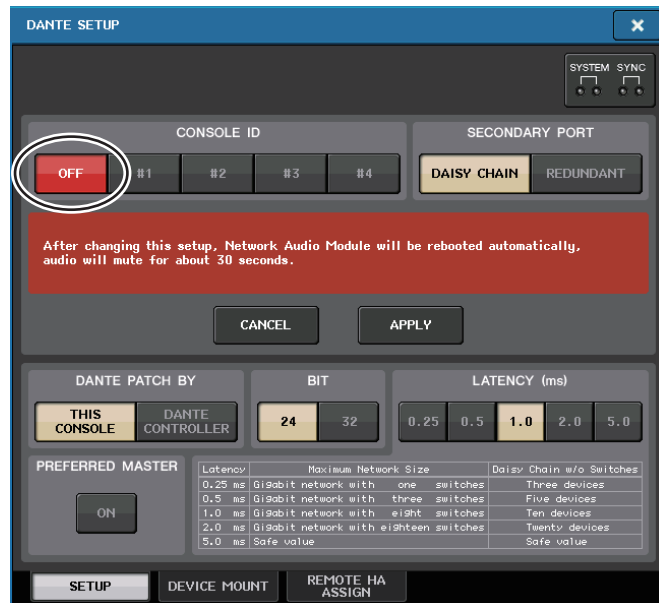 DANTE SETUP
SYSTEM SYNC
CONSOLE ID
SECONDARY PORT
OFF #1 #2 #3 #4
DAISY CHAIN REDUNDANT
After changing this setup, Network Audio Module will be rebooted automatically,
audio will mute for about 30 seconds.
CANCEL APPLY
DANTE PATCH BY
BIT
LATENCY (ms)
THIS
CONSOLE
DANTE
CONTROLLER
24 32
0.25 0.5 1.0 2.0 5.0
PREFERRED MASTER
ON
Latency Maximum Network Size Daisy Chain w/o Switches
0.25 ms Gigabit network with one switches Three devices
0.5 ms Gigabit network with three switches Five devices
1.0 ms Gigabit network with eight switches Ten devices
2.0 ms Gigabit network with eighteen switches Twenty devices
5.0 ms Safe value Safe value
SETUP
DEVICE MOUNT
REMOTE HA
ASSIGN